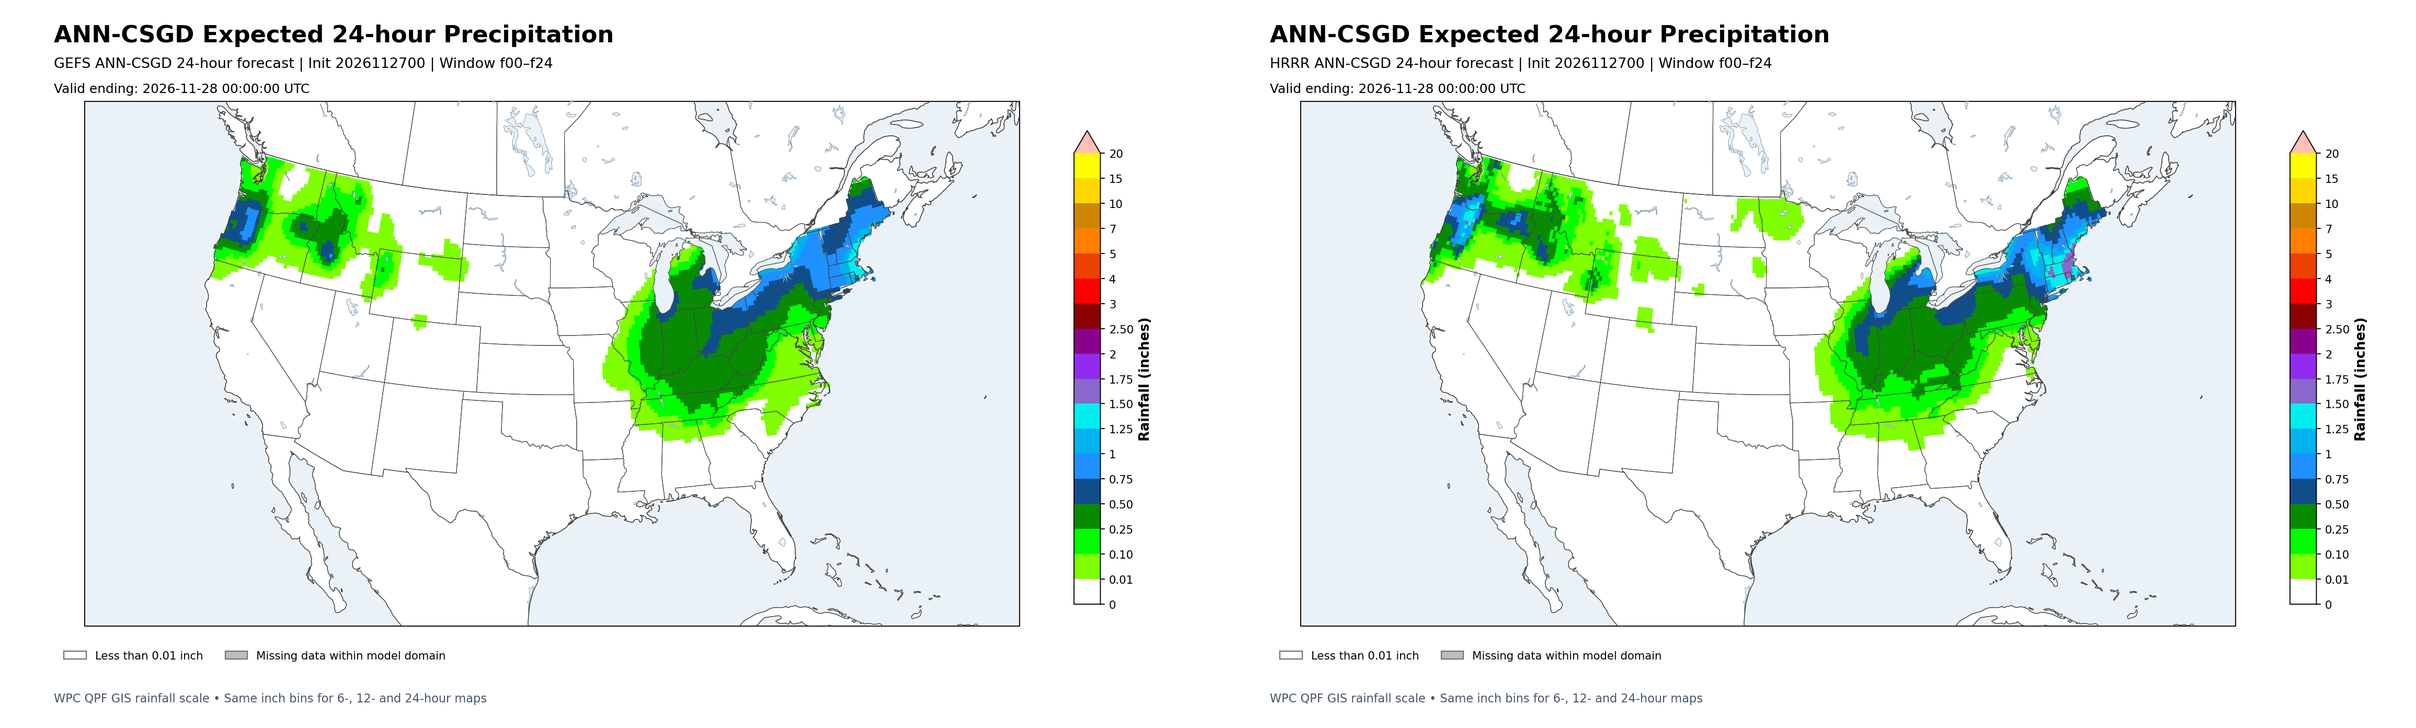 ANN-CSGD Expected 24-hour Precipitation
GEFS ANN-CSGD 24-hour forecast | Init 2026112700 | Window f00–f24
Valid ending: 2026-11-28 00:00:00 UTC
20
15
10
7
5
4
3
2.50
2
1.75
1.50
1.25
1
0.75
0.50
0.25
0.10
0.01
0
Rainfall (inches)
Less than 0.01 inch
Missing data within model domain
WPC QPF GIS rainfall scale • Same inch bins for 6-, 12- and 24-hour maps
ANN-CSGD Expected 24-hour Precipitation
HRRR ANN-CSGD 24-hour forecast | Init 2026112700 | Window f00–f24
Valid ending: 2026-11-28 00:00:00 UTC
20
15
10
7
5
4
3
2.50
2
1.75
1.50
1.25
1
0.75
0.50
0.25
0.10
0.01
0
Rainfall (inches)
Less than 0.01 inch
Missing data within model domain
WPC QPF GIS rainfall scale • Same inch bins for 6-, 12- and 24-hour maps